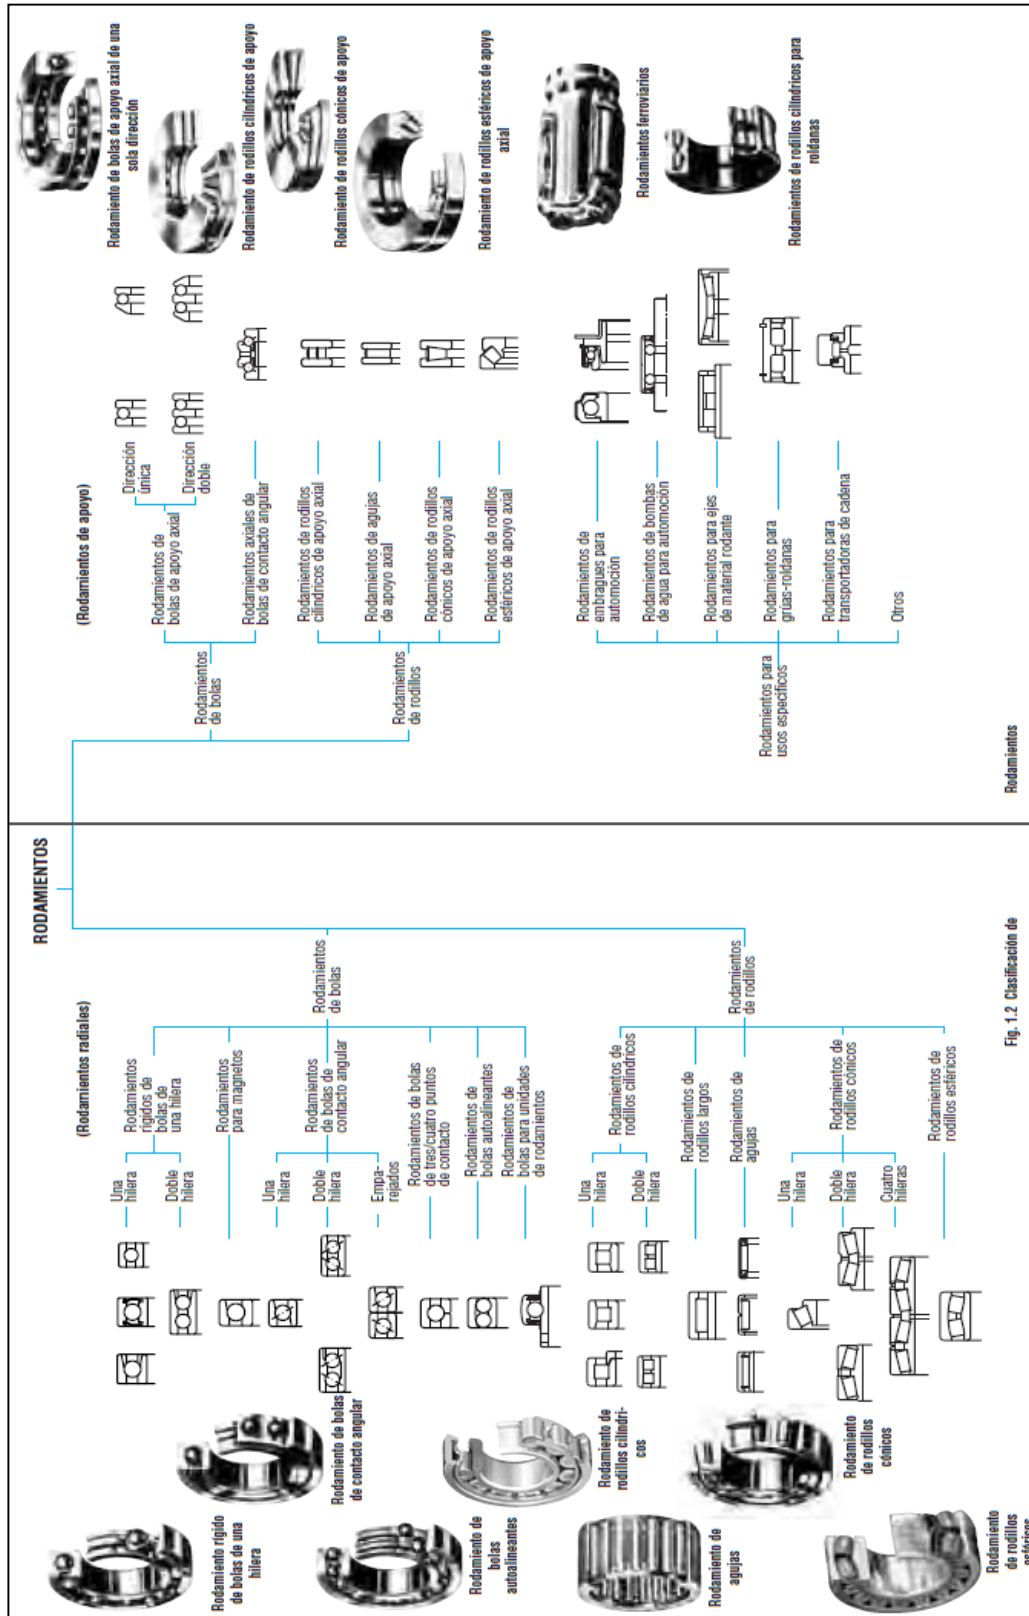 RODAMIENTOS
(Rodamientos radiales)
Rodamientos
de bolas
Rodamientos
rígidos de
bolas de
una hilera
Una
hilera
Doble
hilera
Rodamientos
para magnetos
Rodamientos
de bolas de
contacto angular
Una
hilera
Doble
hilera
Empa-
rejados
Rodamientos de bolas
de tres/cuatro puntos
de contacto
Rodamientos de
bolas autoalineantes
Rodamientos de
bolas para unidades
de rodamientos
Rodamientos
de rodillos
Rodamientos de
rodillos cilíndricos
Una
hilera
Doble
hilera
Rodamientos de
rodillos largos
Rodamientos de
agujas
Rodamientos de
rodillos cónicos
Una
hilera
Doble
hilera
Cuatro
hileras
Rodamientos de
rodillos esféricos
Rodamiento rígido
de bolas de una
hilera
Rodamiento de bolas
de contacto angular
Rodamiento de
bolas
autoalineantes
Rodamiento de
rodillos cilíndri-
cos
Rodamiento de
agujas
Rodamiento
de rodillos
cónicos
Rodamiento
de rodillos
esféricos
Fig. 1.2 Clasificación de
(Rodamientos de apoyo)
Rodamientos
de bolas
Rodamientos de
bolas de apoyo axial
Dirección
única
Dirección
doble
Rodamientos axiales de
bolas de contacto angular
Rodamientos
de rodillos
Rodamientos de rodillos
cilíndricos de apoyo axial
Rodamientos de agujas
de apoyo axial
Rodamientos de rodillos
cónicos de apoyo axial
Rodamientos de rodillos
esféricos de apoyo axial
Rodamientos para
usos específicos
Rodamientos de
embragues para
automoción
Rodamientos de bombas
de agua para automoción
Rodamientos para ejes
de material rodante
Rodamientos para
grúas-roldanas
Rodamientos para
transportadoras de cadena
Otros
Rodamiento de bolas de apoyo axial de una
sola dirección
Rodamiento de rodillos cilíndricos de apoyo
Rodamiento de rodillos cónicos de apoyo
Rodamiento de rodillos esféricos de apoyo
axial
Rodamientos ferroviarios
Rodamientos de rodillos cilíndricos para
roldanas
Rodamientos